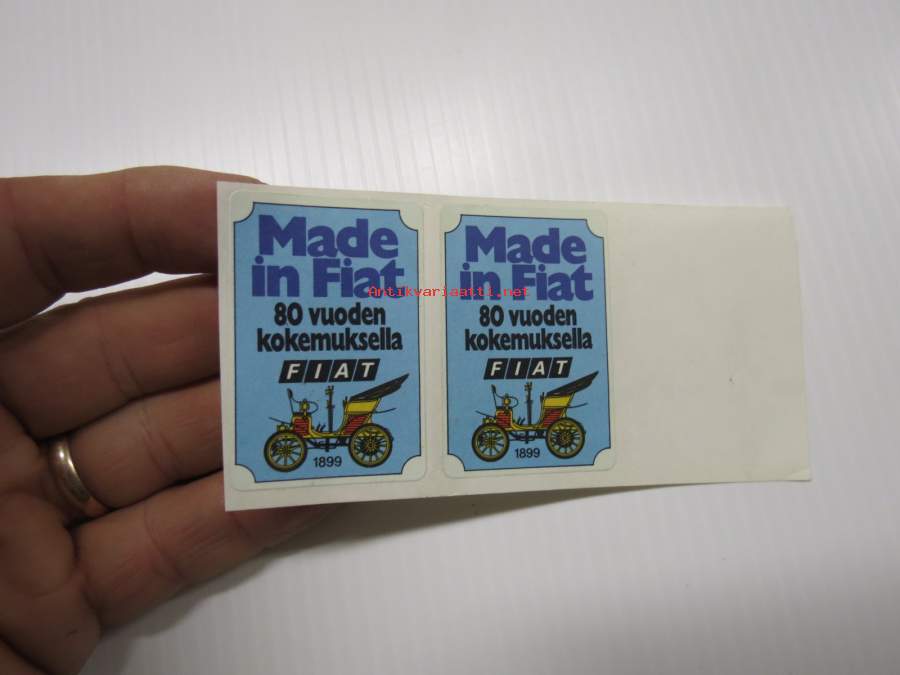 Made
in Fiat
80 vuoden
kokemuksella
FIAT
1899
Made
in Fiat
80 vuoden
kokemuksella
FIAT
1899
Antikvariaatti.net